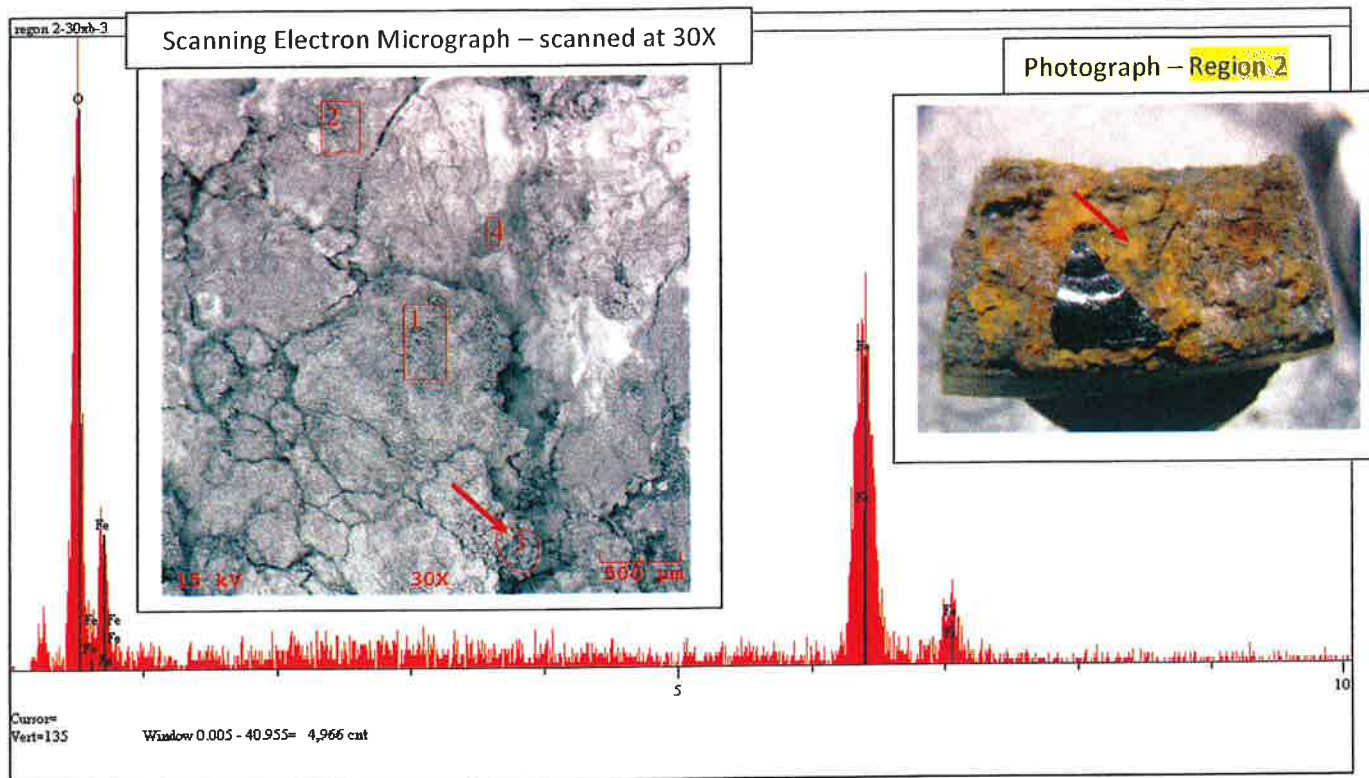 regon 2-30xb-3
Scanning Electron Micrograph – scanned at 30X
Photograph – Region 2
O
2
4
1
3
15 kV
30X
500 μm
Fe
Fe
Fe
Fe
Fe
Fe
Fe
Fe
Fe
5
10
Cursor=
Vert=135
Window 0.005 - 40.955= 4,966 cnt